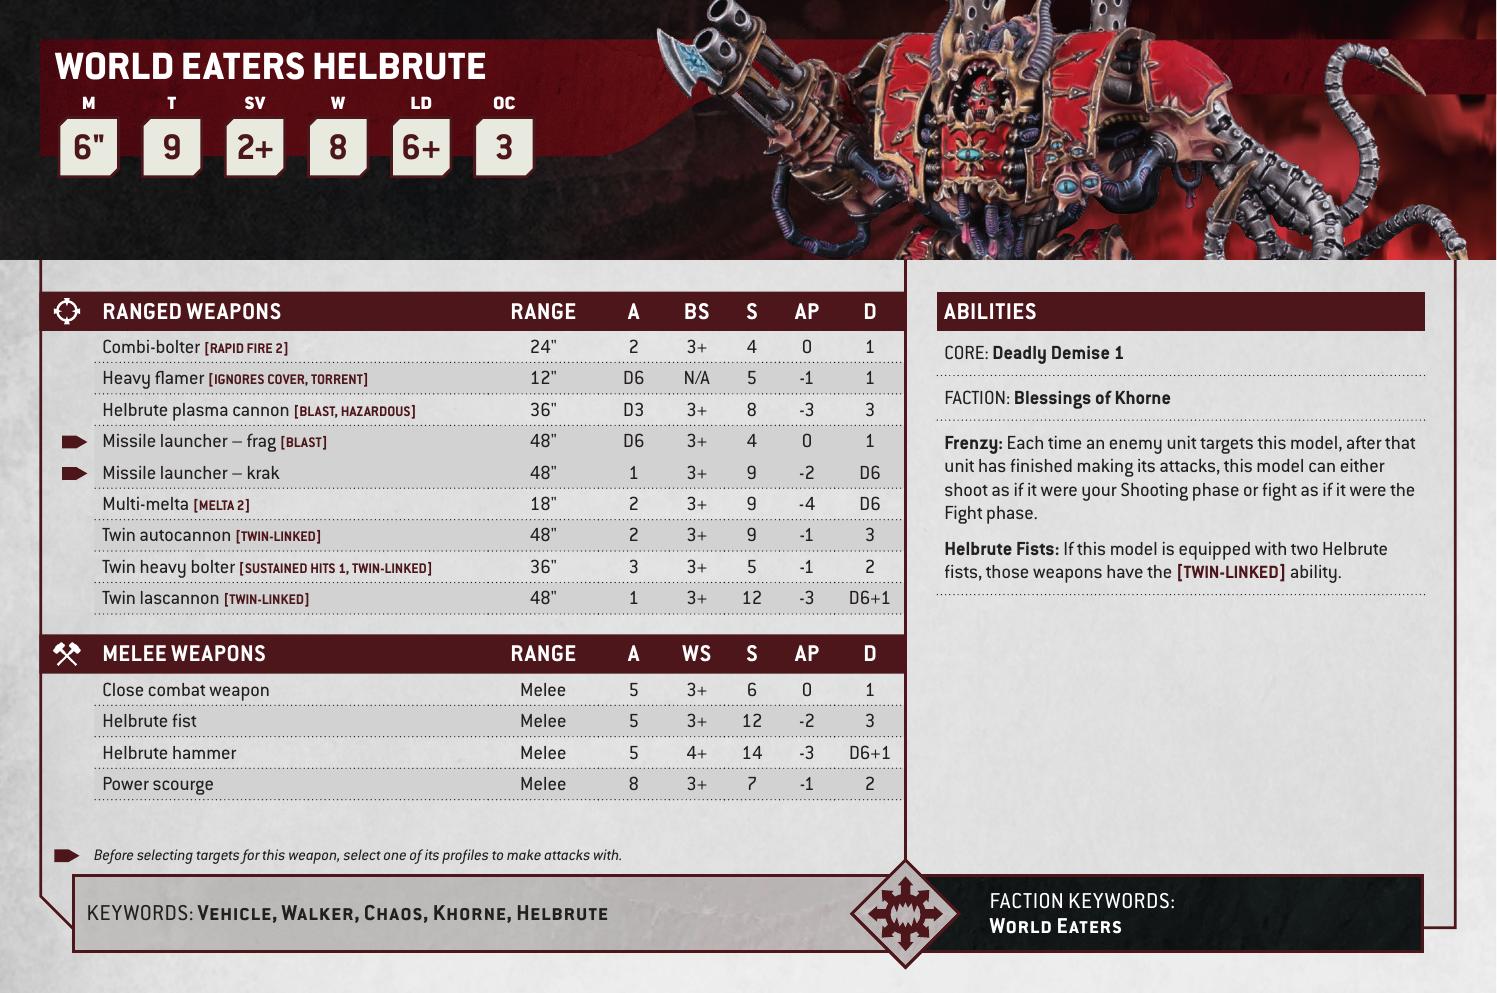 WORLD EATERS HELBRUTE
M T SV W LD OC
6" 9 2+ 8 6+ 3
RANGED WEAPONS RANGE A BS S AP D
Combi-bolter [RAPID FIRE 2] 24" 2 3+ 4 0 1
Heavy flamer [IGNORES COVER, TORRENT] 12" D6 N/A 5 -1 1
Helbrute plasma cannon [BLAST, HAZARDOUS] 36" D3 3+ 8 -3 3
Missile launcher – frag [BLAST] 48" D6 3+ 4 0 1
Missile launcher – krak 48" 1 3+ 9 -2 D6
Multi-melta [MELTA 2] 18" 2 3+ 9 -4 D6
Twin autocannon [TWIN-LINKED] 48" 2 3+ 9 -1 3
Twin heavy bolter [SUSTAINED HITS 1, TWIN-LINKED] 36" 3 3+ 5 -1 2
Twin lascannon [TWIN-LINKED] 48" 1 3+ 12 -3 D6+1
MELEE WEAPONS RANGE A WS S AP D
Close combat weapon Melee 5 3+ 6 0 1
Helbrute fist Melee 5 3+ 12 -2 3
Helbrute hammer Melee 5 4+ 14 -3 D6+1
Power scourge Melee 8 3+ 7 -1 2
Before selecting targets for this weapon, select one of its profiles to make attacks with.
ABILITIES
CORE: Deadly Demise 1
FACTION: Blessings of Khorne
Frenzy: Each time an enemy unit targets this model, after that
unit has finished making its attacks, this model can either
shoot as if it were your Shooting phase or fight as if it were the
Fight phase.
Helbrute Fists: If this model is equipped with two Helbrute
fists, those weapons have the [TWIN-LINKED] ability.
KEYWORDS: VEHICLE, WALKER, CHAOS, KHORNE, HELBRUTE
FACTION KEYWORDS:
WORLD EATERS